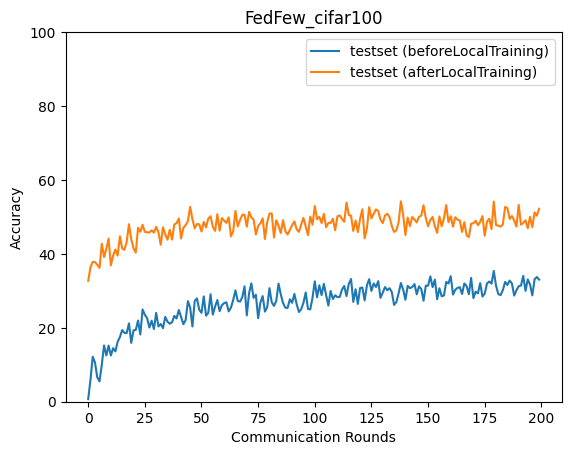 FedFew_cifar100
100
80
60
40
20
0
Accuracy
testset (beforeLocalTraining)
testset (afterLocalTraining)
0 25 50 75 100 125 150 175 200
Communication Rounds